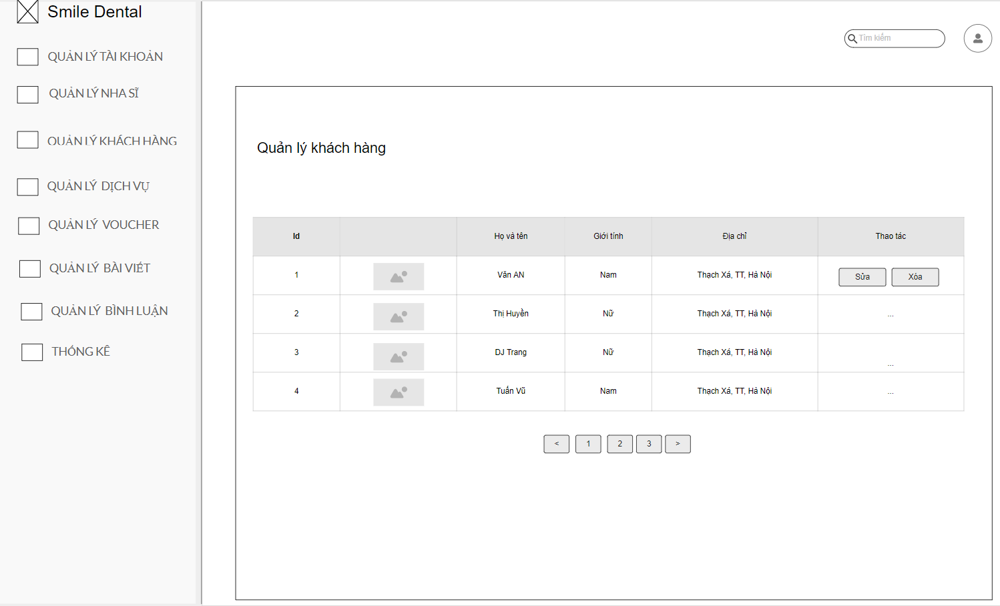 Smile Dental
QUẢN LÝ TÀI KHOẢN
QUẢN LÝ NHA SĨ
QUẢN LÝ KHÁCH HÀNG
QUẢN LÝ DỊCH VỤ
QUẢN LÝ VOUCHER
QUẢN LÝ BÀI VIẾT
QUẢN LÝ BÌNH LUẬN
THỐNG KÊ
Tìm kiếm
Quản lý khách hàng
Id Họ và tên Giới tính Địa chỉ Thao tác
1 Văn AN Nam Thạch Xá, TT, Hà Nội Sửa Xóa
2 Thị Huyền Nữ Thạch Xá, TT, Hà Nội ...
3 DJ Trang Nữ Thạch Xá, TT, Hà Nội ...
4 Tuấn Vũ Nam Thạch Xá, TT, Hà Nội ...
< 1 2 3 >